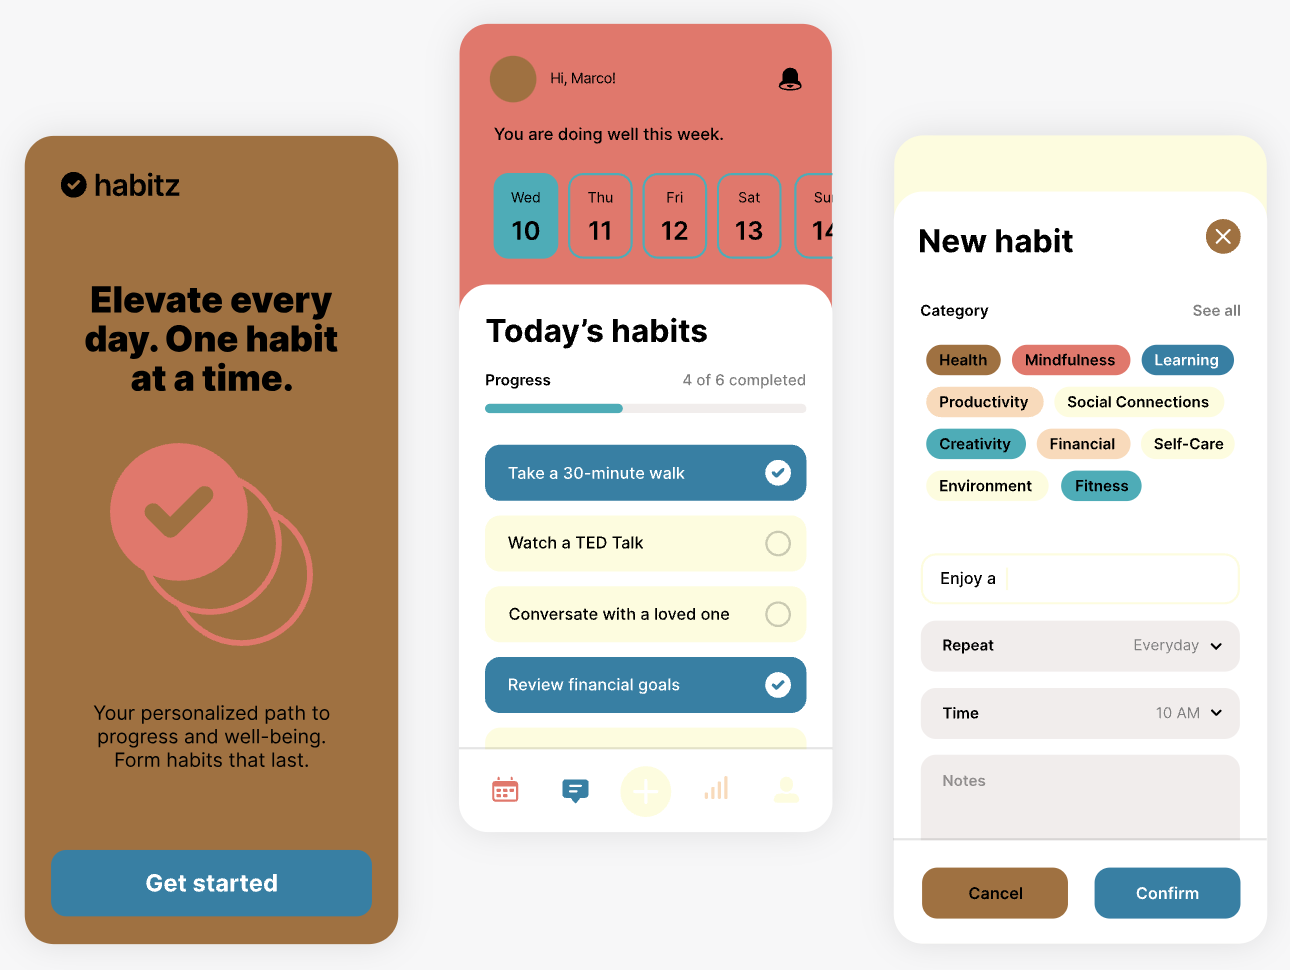 habitz
Elevate every
day. One habit
at a time.
Your personalized path to
progress and well-being.
Form habits that last.
Get started
Hi, Marco!
You are doing well this week.
Wed Thu Fri Sat Su
10 11 12 13 14
Today’s habits
Progress 4 of 6 completed
Take a 30-minute walk
Watch a TED Talk
Conversate with a loved one
Review financial goals
New habit
Category See all
Health Mindfulness Learning
Productivity Social Connections
Creativity Financial Self-Care
Environment Fitness
Enjoy a
Repeat Everyday
Time 10 AM
Notes
Cancel Confirm